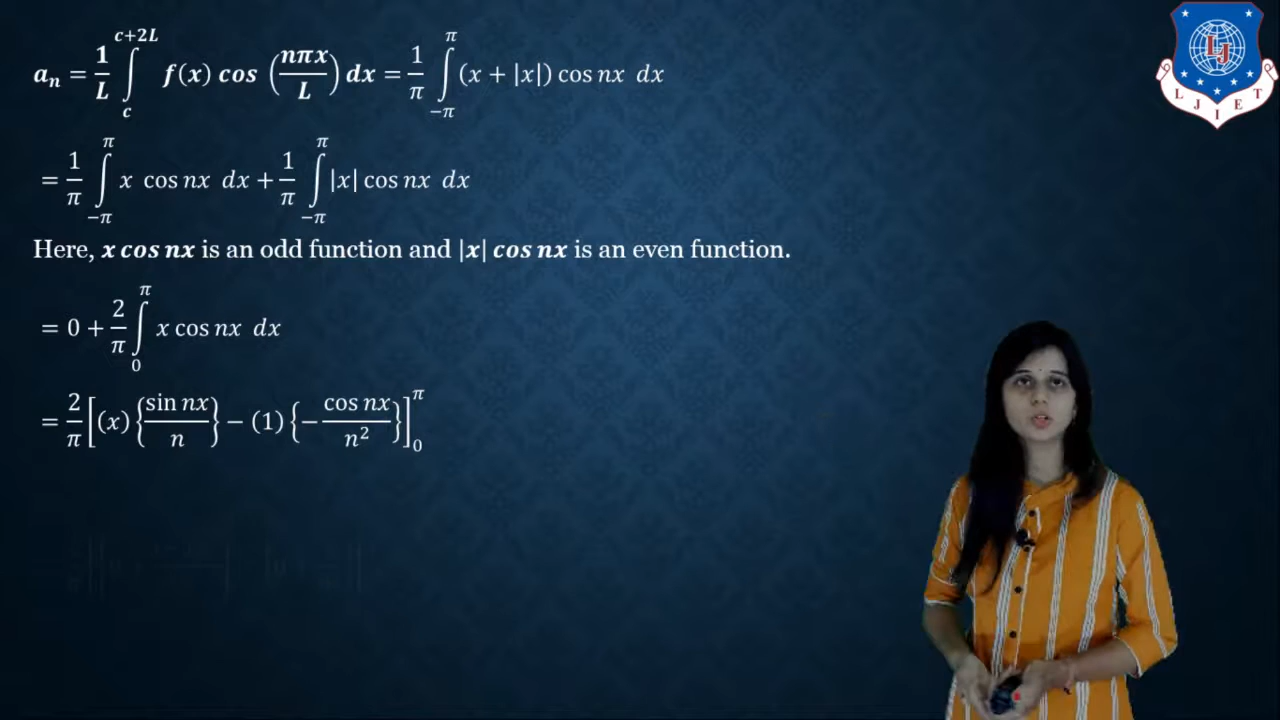 aₙ = 1/L ∫_c^{c+2L} f(x) cos (nπx/L) dx = 1/π ∫_{−π}^{π} (x + |x|) cos nx dx
= 1/π ∫_{−π}^{π} x cos nx dx + 1/π ∫_{−π}^{π} |x| cos nx dx
Here, x cos nx is an odd function and |x| cos nx is an even function.
= 0 + 2/π ∫_0^π x cos nx dx
= 2/π [(x) {sin nx/n} − (1) {− cos nx/n²}]_0^π
LJ
L J I E T